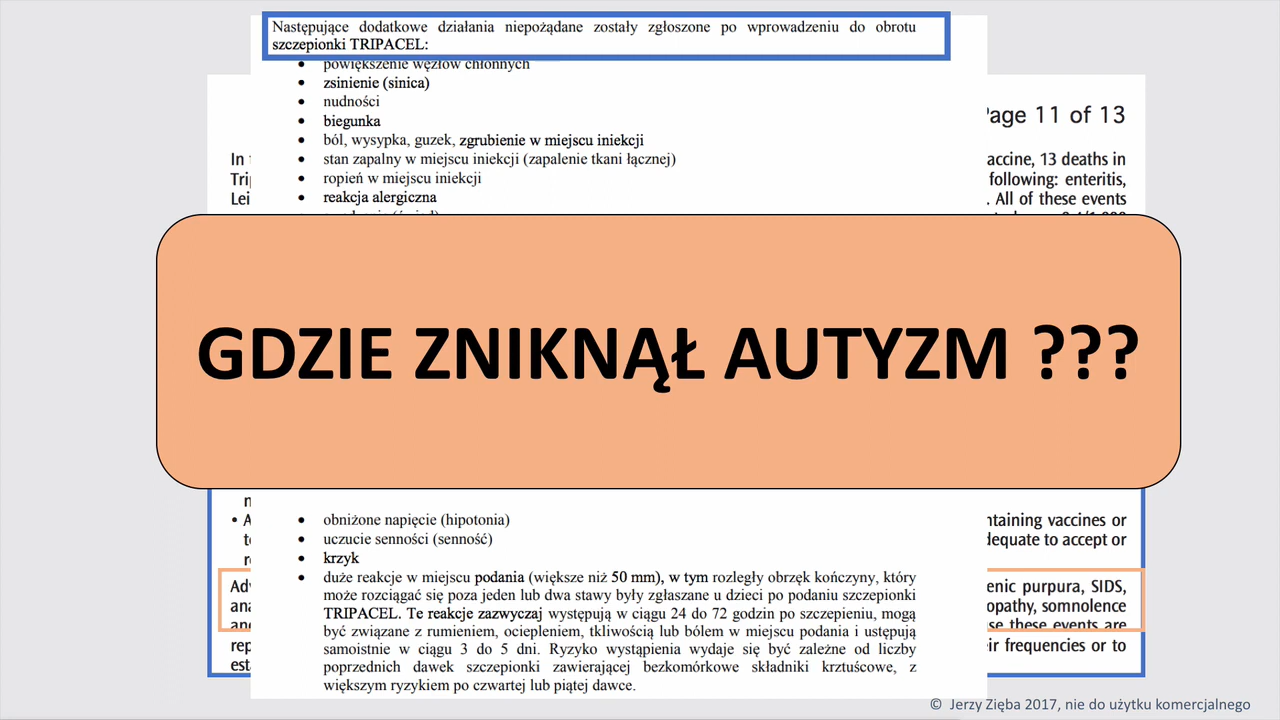 Następujące dodatkowe działania niepożądane zostały zgłoszone po wprowadzeniu do obrotu
szczepionki TRIPACEL:
• powiększenie węzłów chłonnych
• zsinienie (sinica)
• nudności
• biegunka
• ból, wysypka, guzek, zgrubienie w miejscu iniekcji
• stan zapalny w miejscu iniekcji (zapalenie tkani łącznej)
• ropień w miejscu iniekcji
• reakcja alergiczna
Page 11 of 13
In
accine, 13 deaths in
Tri
following: enteritis,
Lei
. All of these events
GDZIE ZNIKNĄŁ AUTYZM ???
• obniżone napięcie (hipotonia)
• uczucie senności (senność)
• krzyk
• duże reakcje w miejscu podania (większe niż 50 mm), w tym rozległy obrzęk kończyny, który
może rozciągać się poza jeden lub dwa stawy były zgłaszane u dzieci po podaniu szczepionki
TRIPACEL. Te reakcje zazwyczaj występują w ciągu 24 do 72 godzin po szczepieniu, mogą
być związane z rumieniem, ociepleniem, tkliwością lub bólem w miejscu podania i ustępują
samoistnie w ciągu 3 do 5 dni. Ryzyko wystąpienia wydaje się być zależne od liczby
poprzednich dawek szczepionki zawierającej bezkomórkowe składniki krztuścowe, z
większym ryzykiem po czwartej lub piątej dawce.
• A
ntaining vaccines or
dequate to accept or
Adv
enic purpura, SIDS,
ana
opathy, somnolence
and
se these events are
rep
eir frequencies or to
est
© Jerzy Zięba 2017, nie do użytku komercjalnego